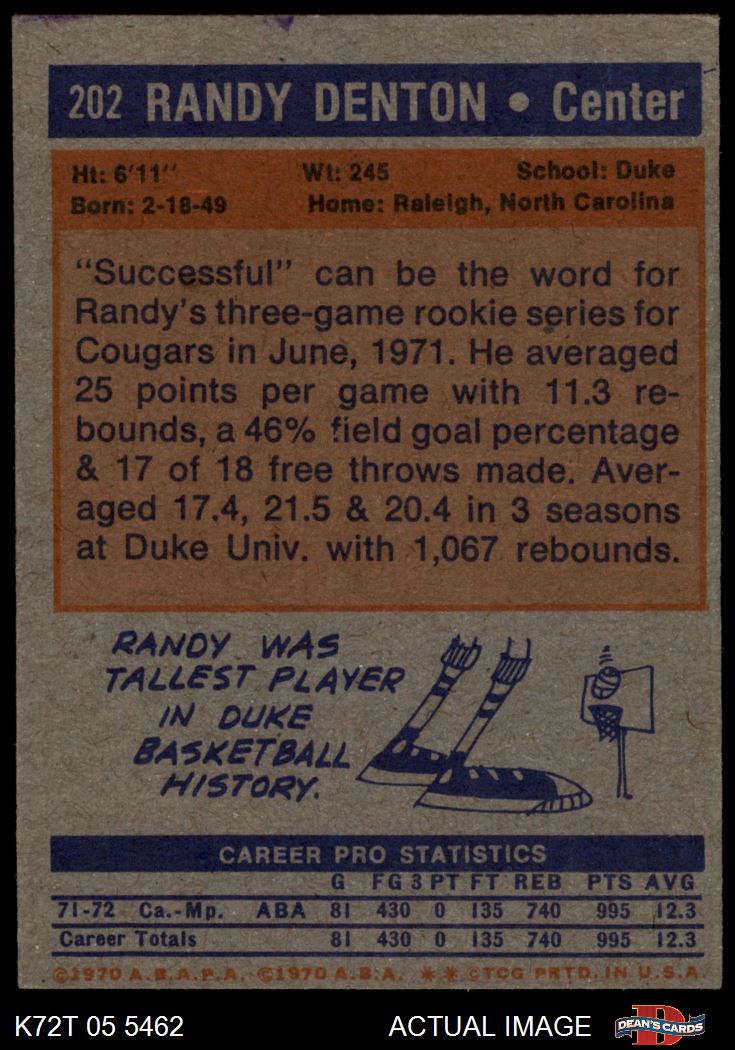 202 RANDY DENTON • Center
Ht: 6'11'' Wt: 245 School: Duke
Born: 2-18-49 Home: Raleigh, North Carolina
"Successful" can be the word for
Randy's three-game rookie series for
Cougars in June, 1971. He averaged
25 points per game with 11.3 re-
bounds, a 46% field goal percentage
& 17 of 18 free throws made. Aver-
aged 17.4, 21.5 & 20.4 in 3 seasons
at Duke Univ. with 1,067 rebounds.
RANDY WAS
TALLEST PLAYER
IN DUKE
BASKETBALL
HISTORY.
CAREER PRO STATISTICS
G FG 3 PT FT REB PTS AVG
71-72 Ca.-Mp. ABA 81 430 0 135 740 995 12.3
Career Totals 81 430 0 135 740 995 12.3
©1970 A.B.A.P.A. ©1970 A.B.A. ** ©TCG PRTD. IN U.S.A.
K72T 05 5462 ACTUAL IMAGE DEAN'S CARDS